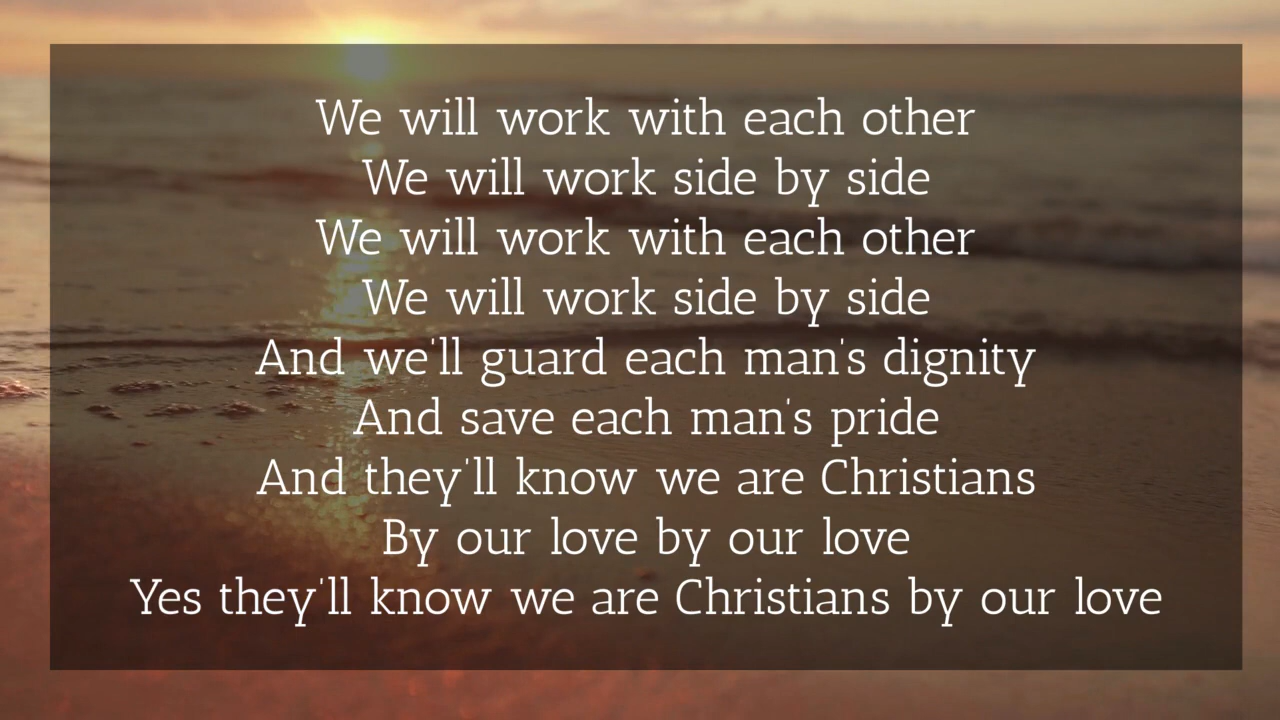 We will work with each other
We will work side by side
We will work with each other
We will work side by side
And we'll guard each man's dignity
And save each man's pride
And they'll know we are Christians
By our love by our love
Yes they'll know we are Christians by our love